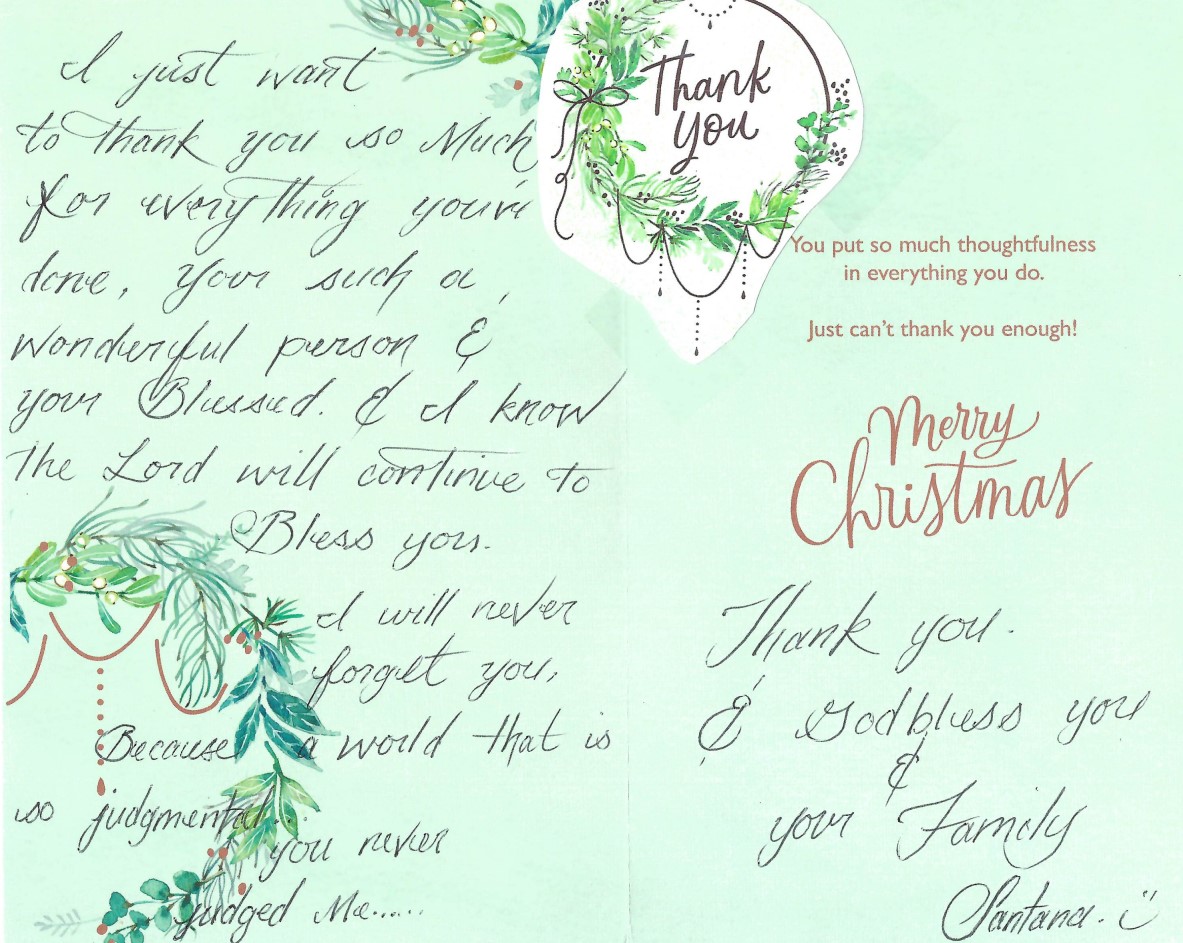 I just want
to thank you so Much
for everything you've
done, your such a
wonderful person &
your Blessed. & I know
the Lord will continue to
Bless you.
I will never
forget you,
Because a world that is
so judgmental...
you never
judged Me......
Thank
you
You put so much thoughtfulness
in everything you do.
Just can't thank you enough!
Merry
Christmas
Thank you.
& God bless you
&
your Family
Santana. :)